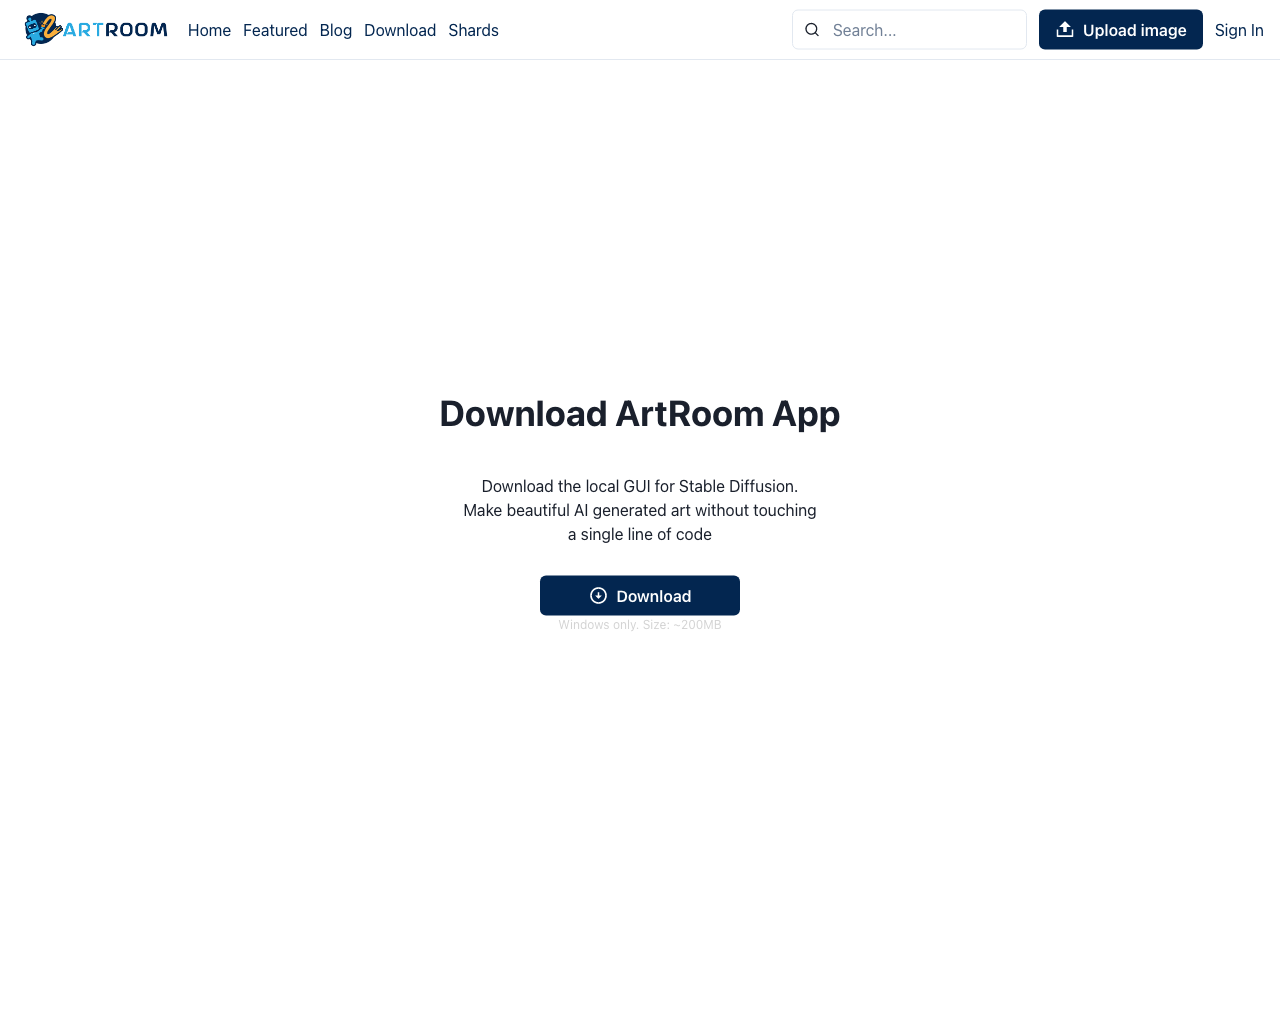 ARTROOM
Home
Featured
Blog
Download
Shards
Search...
Upload image
Sign In
Download ArtRoom App
Download the local GUI for Stable Diffusion.
Make beautiful AI generated art without touching
a single line of code
Download
Windows only. Size: ~200MB